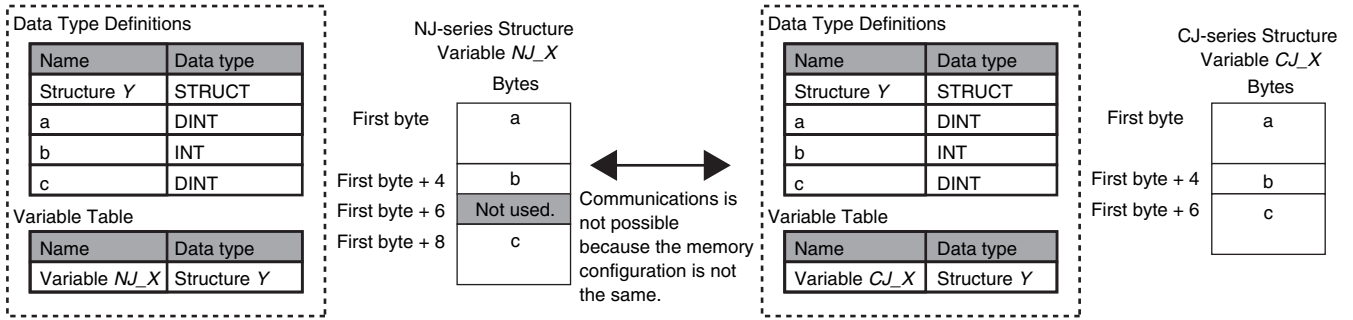 Data Type Definitions
Name Data type
Structure Y STRUCT
a DINT
b INT
c DINT
Variable Table
Name Data type
Variable NJ_X Structure Y
NJ-series Structure
Variable NJ_X
Bytes
First byte a
First byte + 4 b
First byte + 6 Not used.
First byte + 8 c
Communications is
not possible
because the memory
configuration is not
the same.
Data Type Definitions
Name Data type
Structure Y STRUCT
a DINT
b INT
c DINT
Variable Table
Name Data type
Variable CJ_X Structure Y
CJ-series Structure
Variable CJ_X
Bytes
First byte a
First byte + 4 b
First byte + 6 c